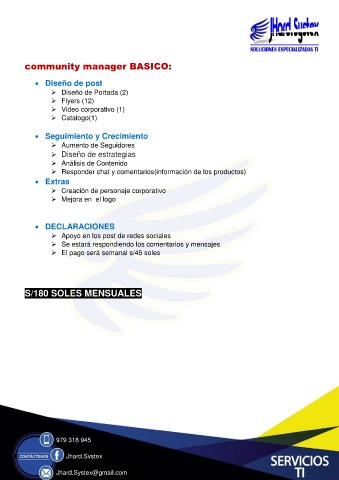 Jhard Systex
SOLUCIONES ESPECIALIZADAS TI
community manager BASICO:
• Diseño de post
➢ Diseño de Portada (2)
➢ Flyers (12)
➢ Video corporativo (1)
➢ Catalogo(1)
• Seguimiento y Crecimiento
➢ Aumento de Seguidores
➢ Diseño de estrategias
➢ Análisis de Contenido
➢ Responder chat y comentarios(información de los productos)
• Extras
➢ Creación de personaje corporativo
➢ Mejora en el logo
• DECLARACIONES
➢ Apoyo en los post de redes sociales
➢ Se estará respondiendo los comentarios y mensajes
➢ El pago será semanal s/45 soles
S/180 SOLES MENSUALES
979 318 945
CONTÁCTENOS
Jhard.Systex
Jhard.Systex@gmail.com
SERVICIOS
TI